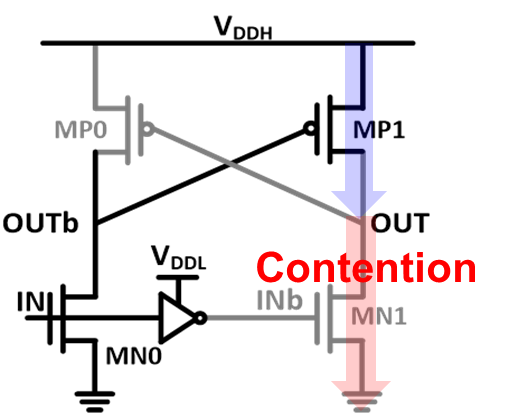 VDDH
MP0
MP1
OUTb
OUT
VDDL
Contention
IN
INb
MN1
MN0